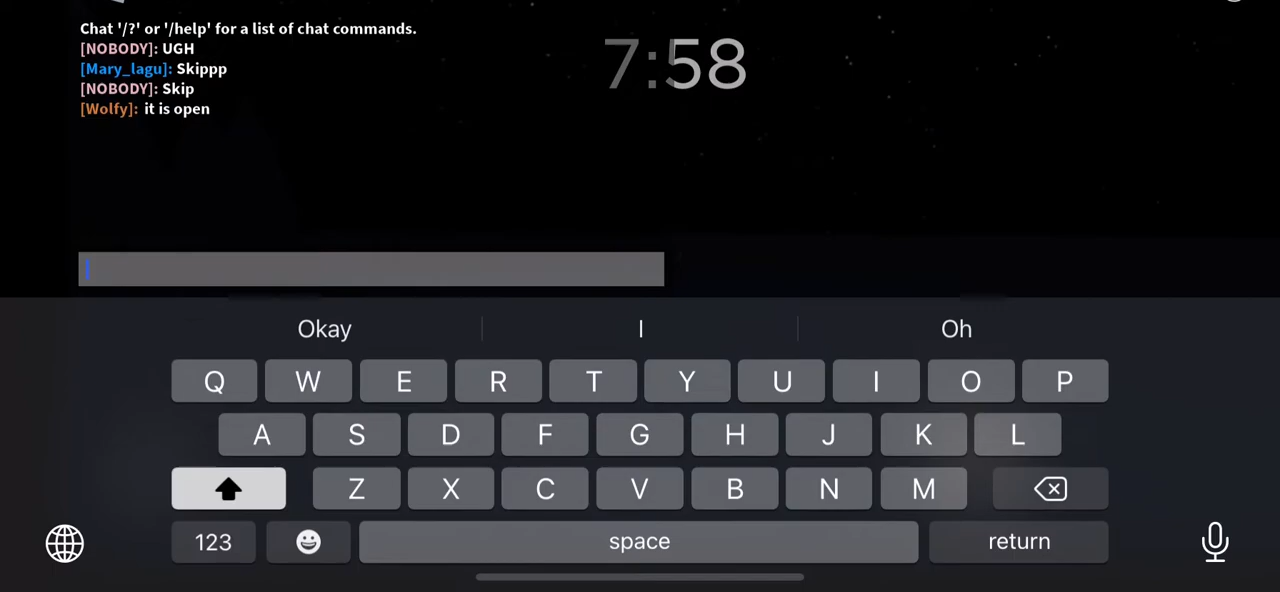 Chat '/?' or '/help' for a list of chat commands.
[NOBODY]: UGH
[Mary_lagu]: Skippp
[NOBODY]: Skip
[Wolfy]: it is open
7:58
Okay I Oh
Q W E R T Y U I O P
A S D F G H J K L
Z X C V B N M
123 space return